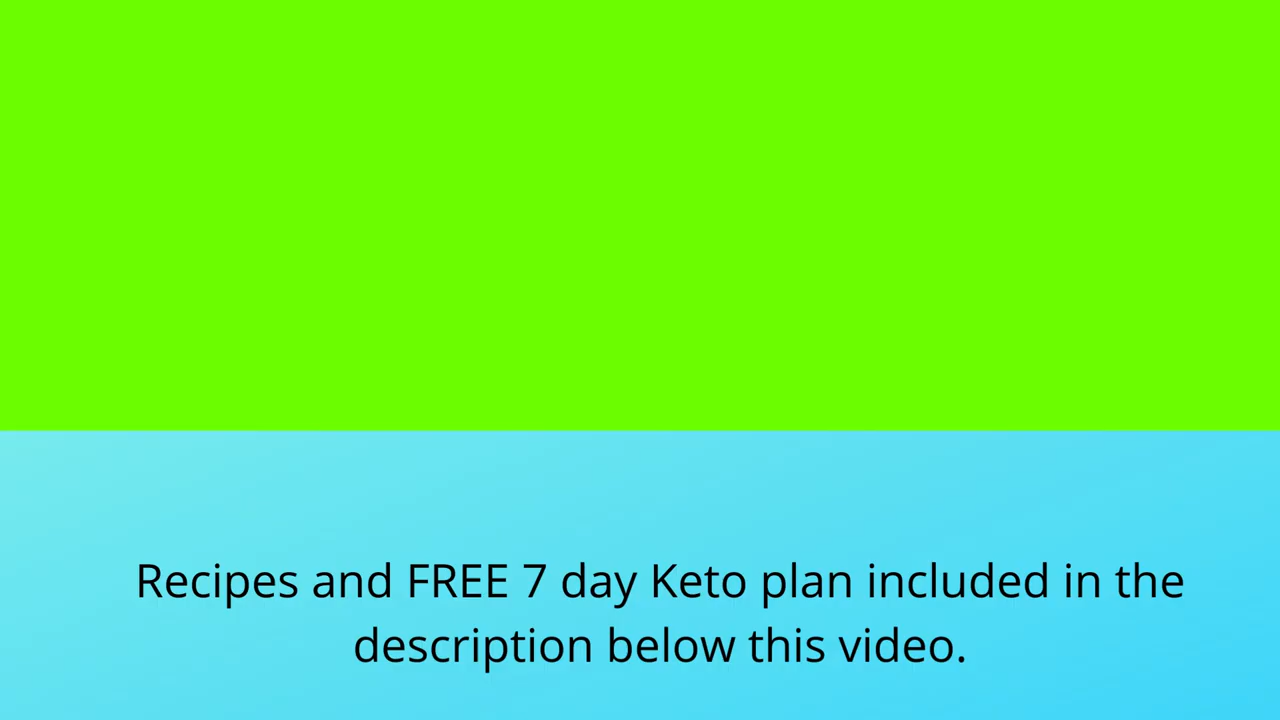 Recipes and FREE 7 day Keto plan included in the
description below this video.